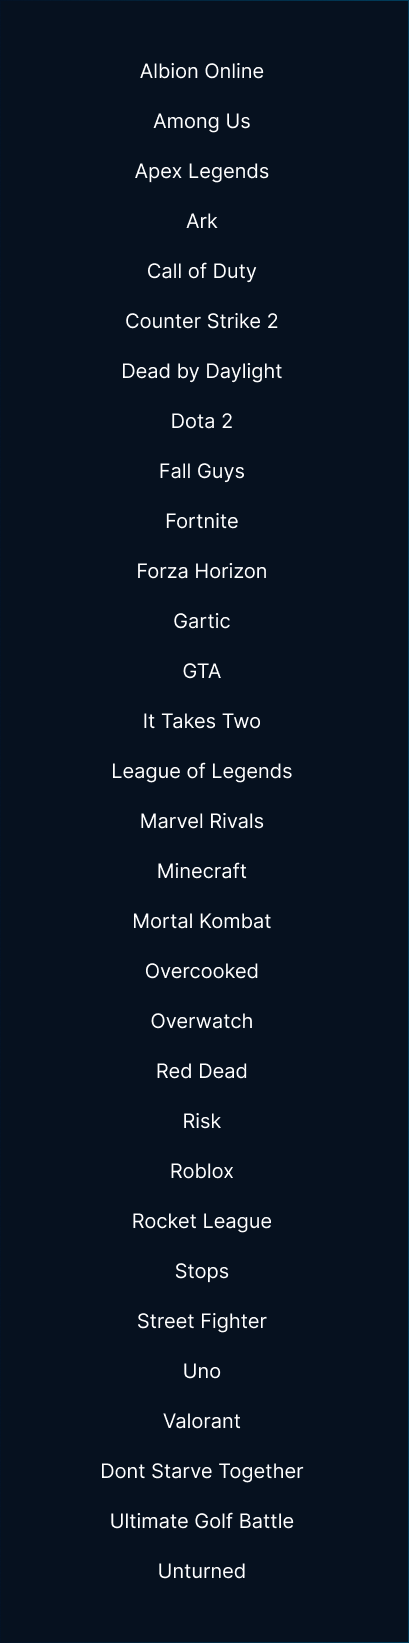 Albion Online
Among Us
Apex Legends
Ark
Call of Duty
Counter Strike 2
Dead by Daylight
Dota 2
Fall Guys
Fortnite
Forza Horizon
Gartic
GTA
It Takes Two
League of Legends
Marvel Rivals
Minecraft
Mortal Kombat
Overcooked
Overwatch
Red Dead
Risk
Roblox
Rocket League
Stops
Street Fighter
Uno
Valorant
Dont Starve Together
Ultimate Golf Battle
Unturned